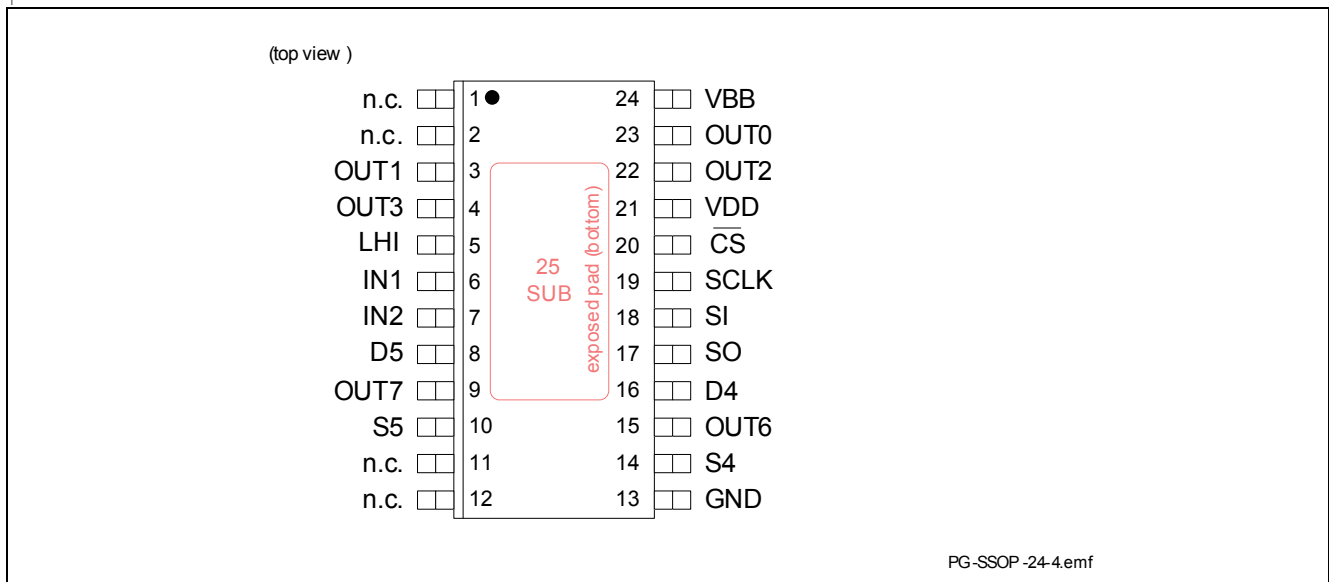 (top view )
n.c. 1 24 VBB
n.c. 2 23 OUT0
OUT1 3 22 OUT2
OUT3 4 21 VDD
LHI 5 20 C̅S̅
IN1 6 19 SCLK
IN2 7 18 SI
D5 8 17 SO
OUT7 9 16 D4
S5 10 15 OUT6
n.c. 11 14 S4
n.c. 12 13 GND
25
SUB
exposed pad (bottom)
PG-SSOP-24-4.emf